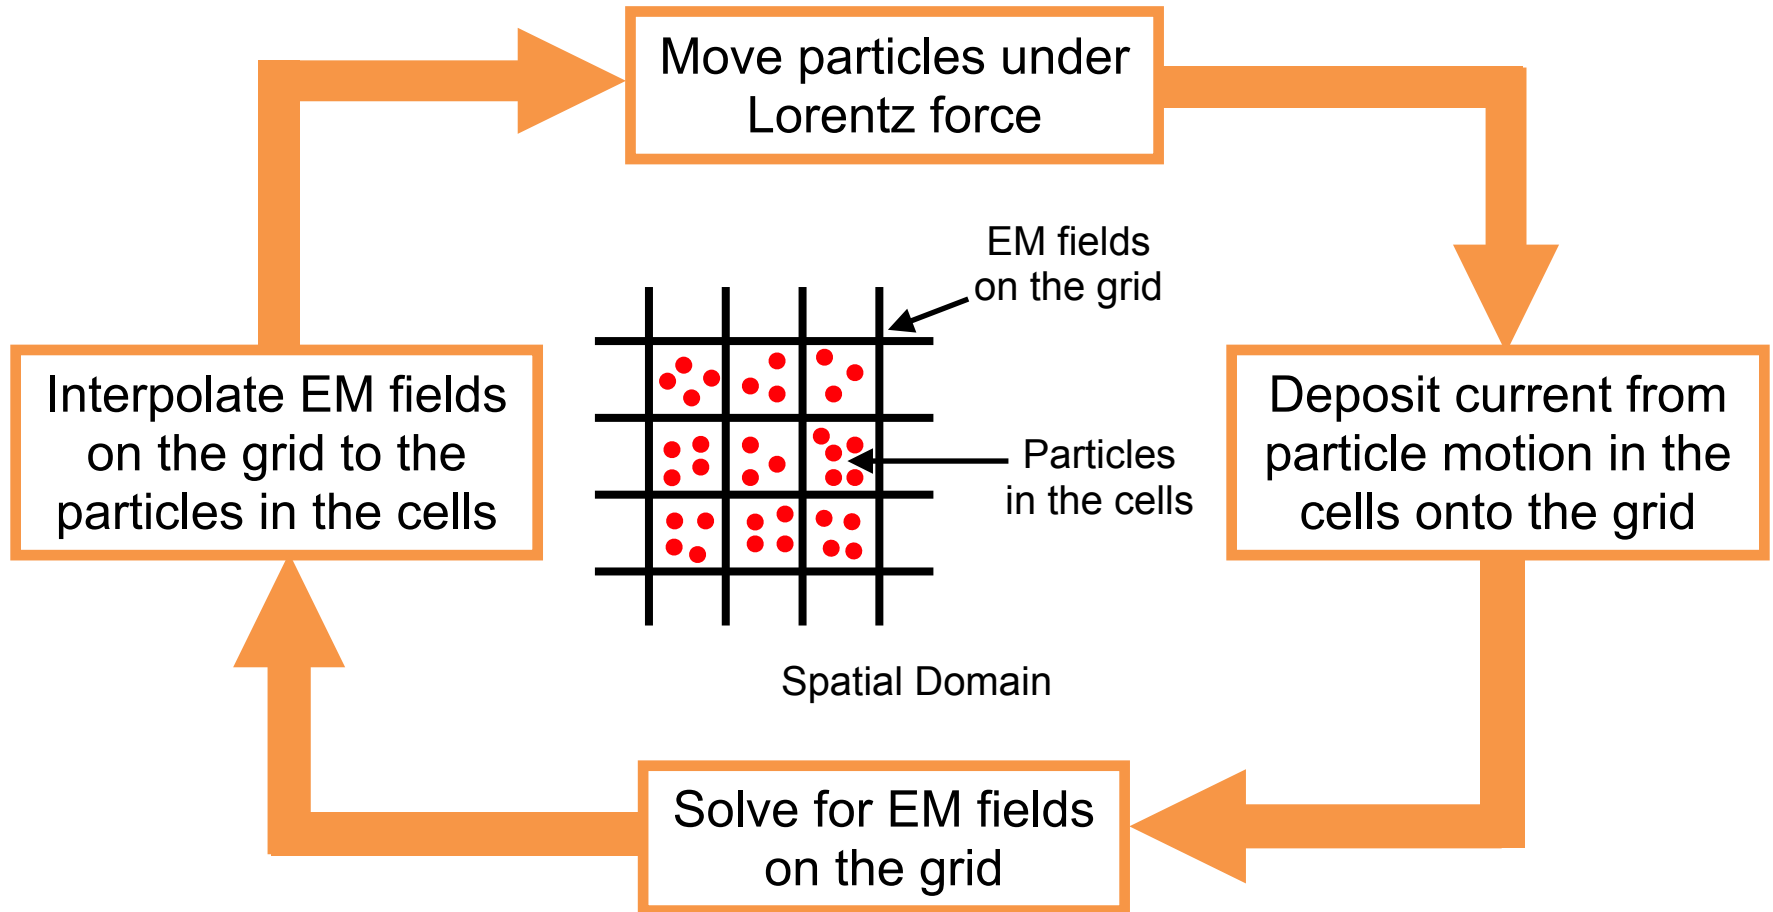 Move particles under
Lorentz force
EM fields
on the grid
Interpolate EM fields
on the grid to the
particles in the cells
Particles
in the cells
Deposit current from
particle motion in the
cells onto the grid
Spatial Domain
Solve for EM fields
on the grid